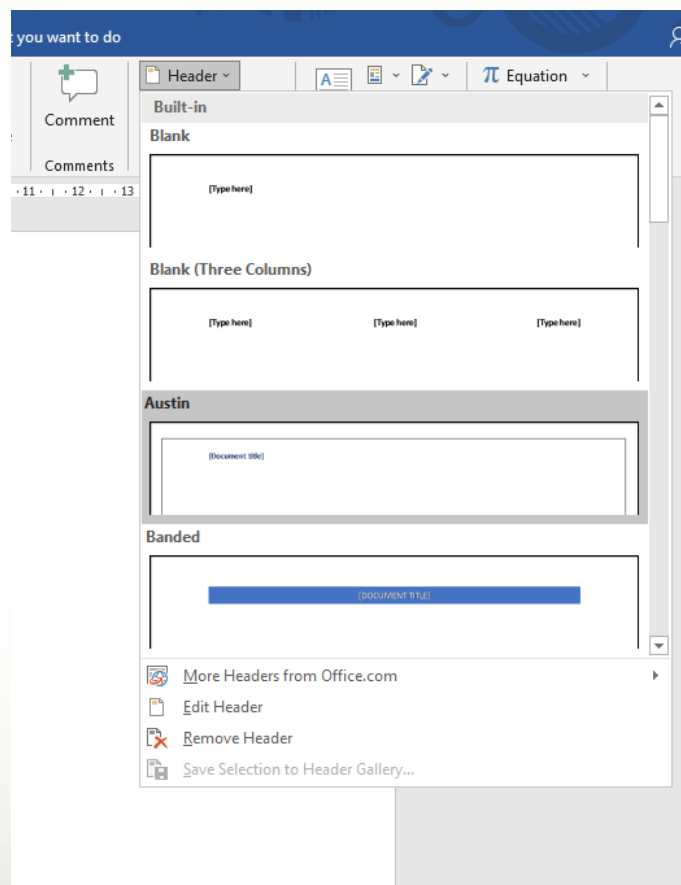 t you want to do
Header
Equation
Comment
Comments
11 12 13
Built-in
Blank
[Type here]
Blank (Three Columns)
[Type here] [Type here] [Type here]
Austin
[Document title]
Banded
[DOCUMENT TITLE]
More Headers from Office.com
Edit Header
Remove Header
Save Selection to Header Gallery...